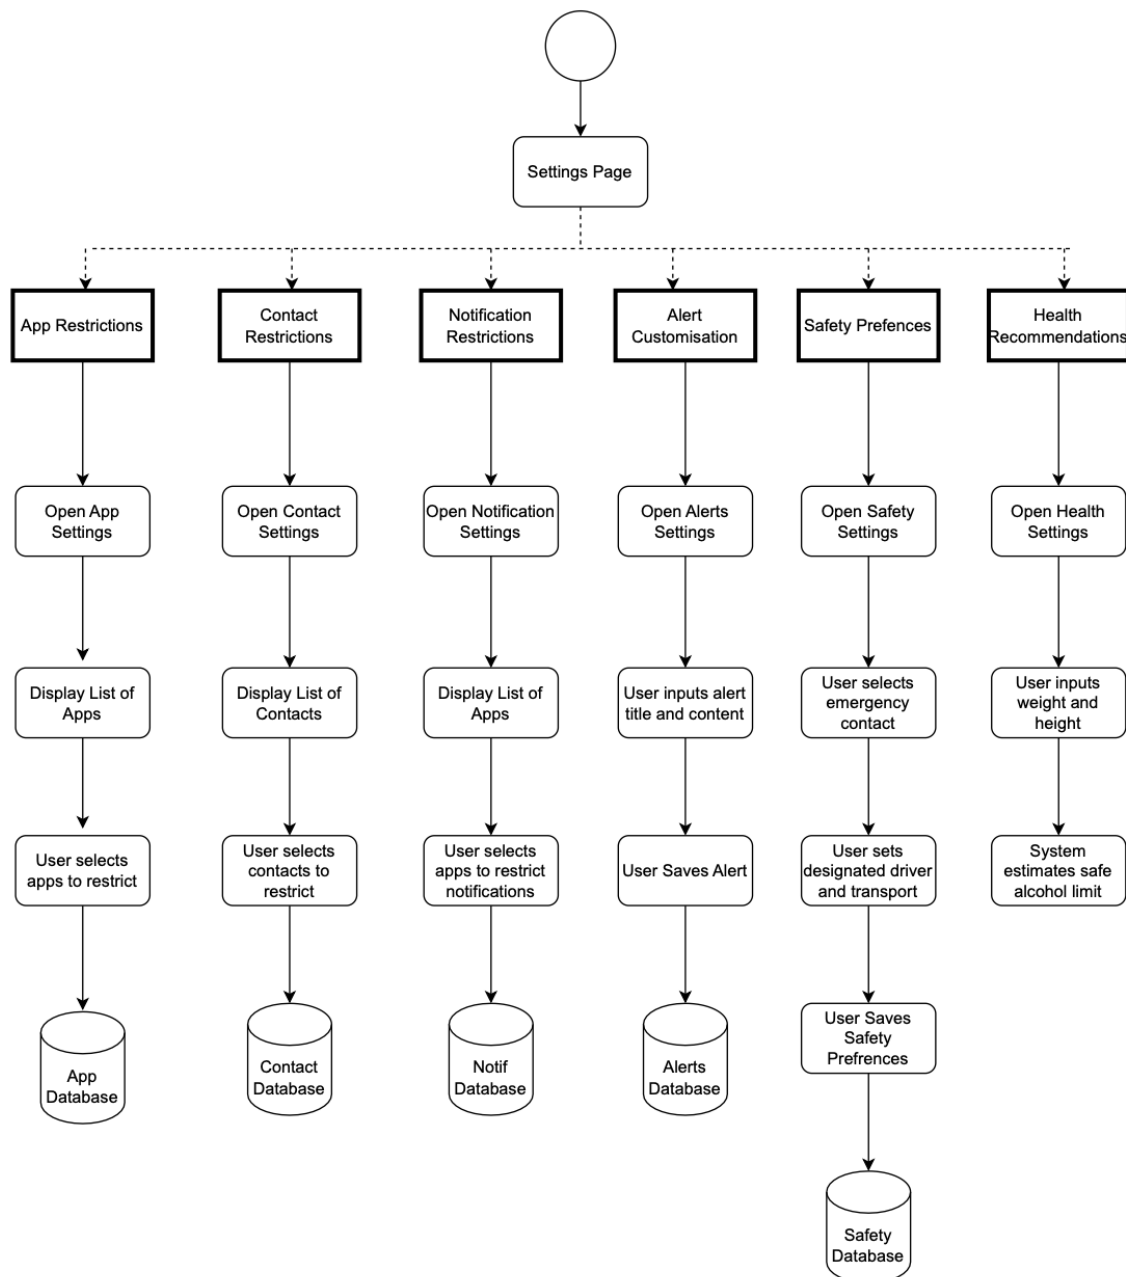 Settings Page
App Restrictions
Contact
Restrictions
Notification
Restrictions
Alert
Customisation
Safety Prefences
Health
Recommendations
Open App
Settings
Open Contact
Settings
Open Notification
Settings
Open Alerts
Settings
Open Safety
Settings
Open Health
Settings
Display List of
Apps
Display List of
Contacts
Display List of
Apps
User inputs alert
title and content
User selects
emergency
contact
User inputs
weight and
height
User selects
apps to restrict
User selects
contacts to
restrict
User selects
apps to restrict
notifications
User Saves Alert
User sets
designated driver
and transport
System
estimates safe
alcohol limit
App
Database
Contact
Database
Notif
Database
Alerts
Database
User Saves
Safety
Prefrences
Safety
Database